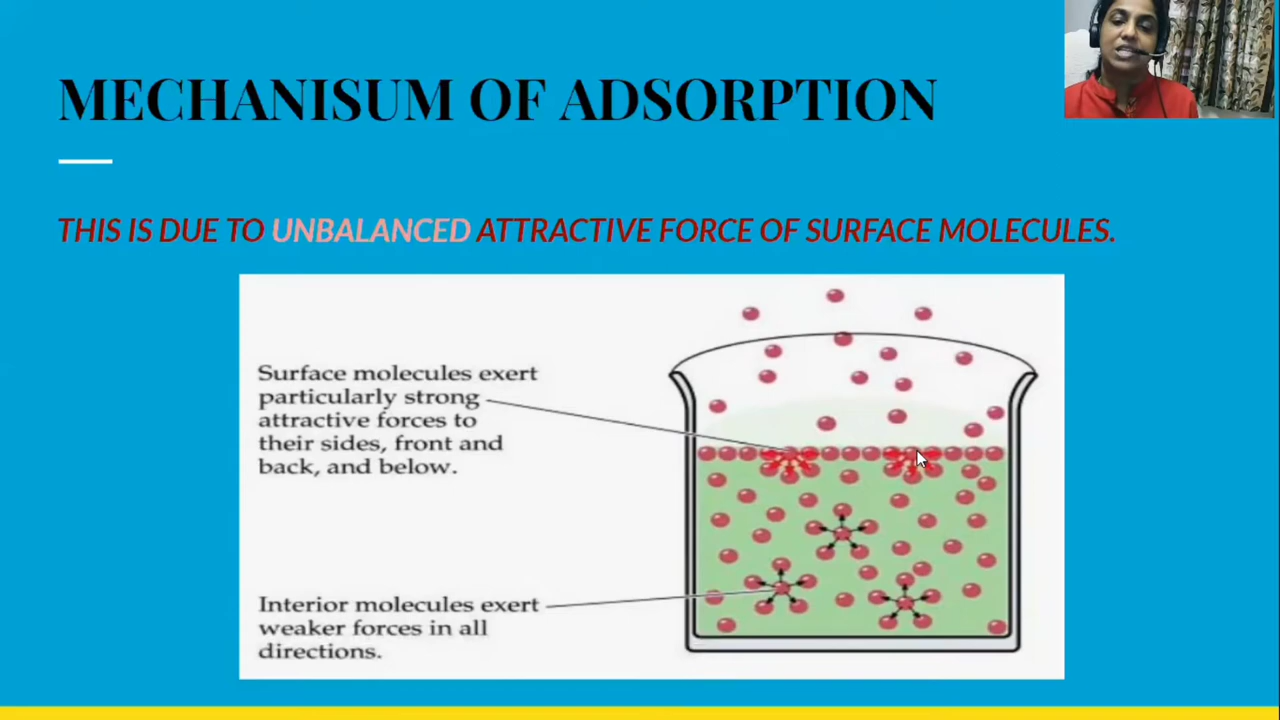 MECHANISUM OF ADSORPTION
THIS IS DUE TO UNBALANCED ATTRACTIVE FORCE OF SURFACE MOLECULES.
Surface molecules exert
particularly strong
attractive forces to
their sides, front and
back, and below.
Interior molecules exert
weaker forces in all
directions.